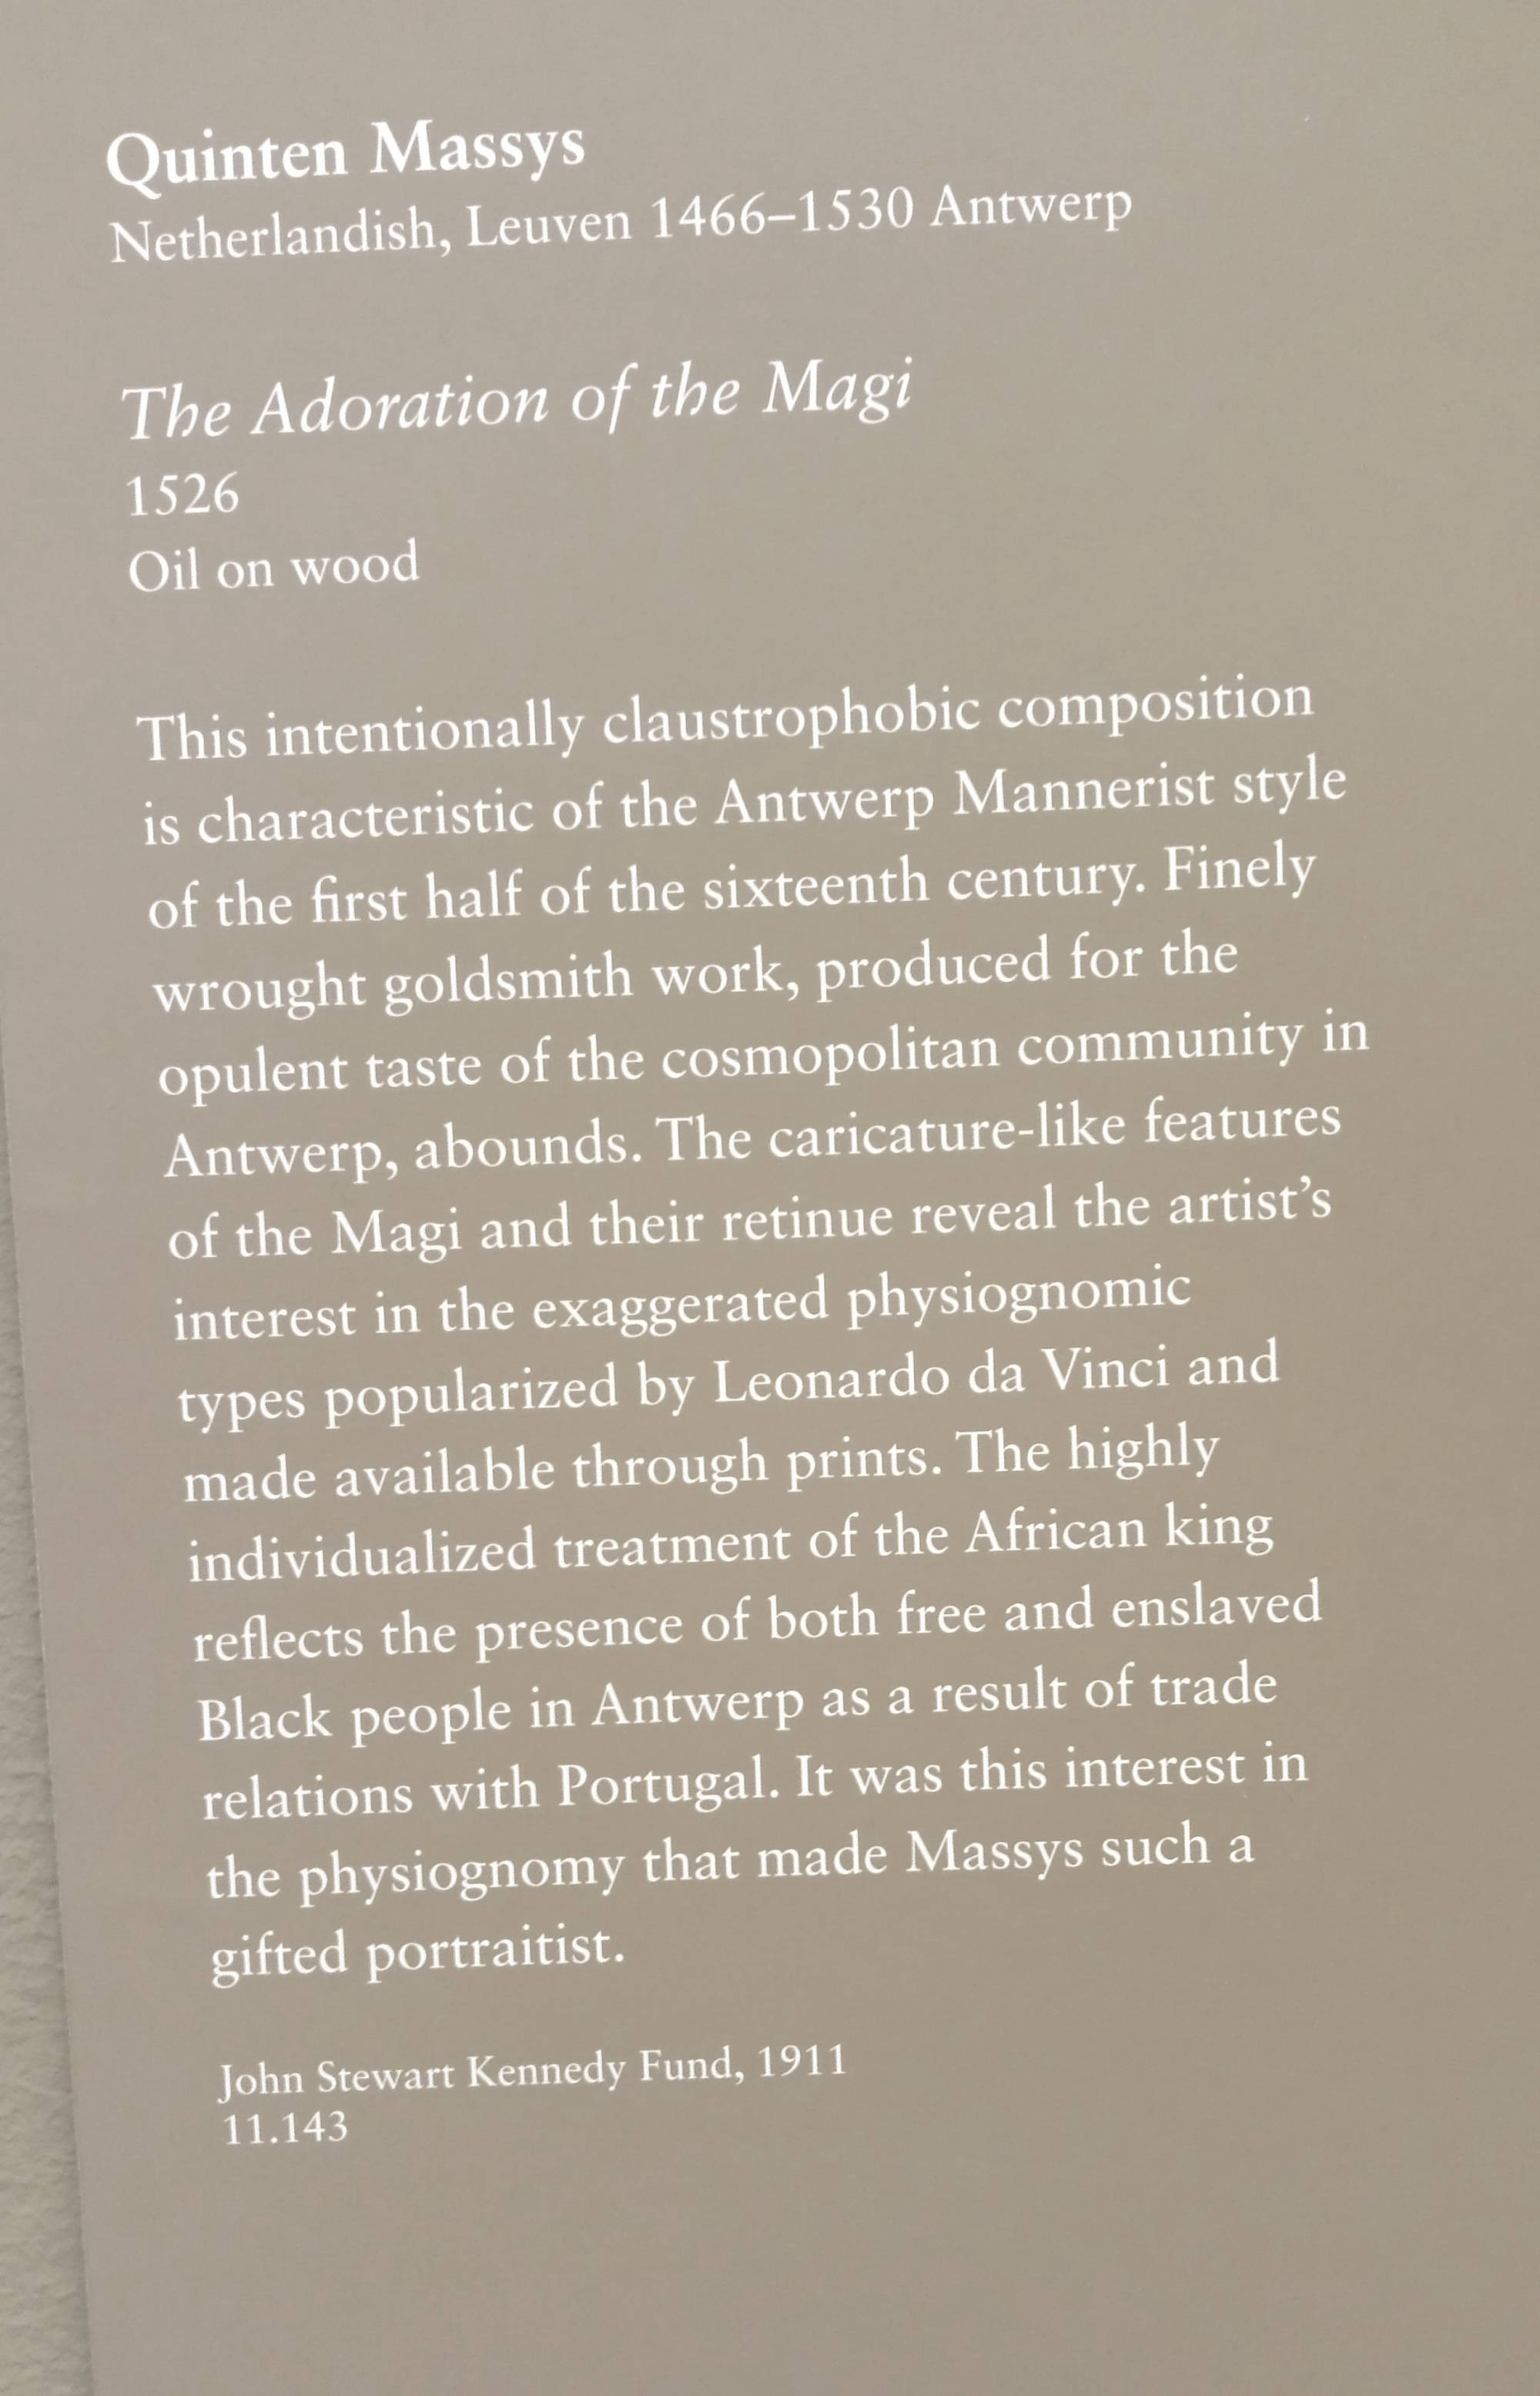 Quinten Massys
Netherlandish, Leuven 1466–1530 Antwerp
The Adoration of the Magi
1526
Oil on wood
This intentionally claustrophobic composition
is characteristic of the Antwerp Mannerist style
of the first half of the sixteenth century. Finely
wrought goldsmith work, produced for the
opulent taste of the cosmopolitan community in
Antwerp, abounds. The caricature-like features
of the Magi and their retinue reveal the artist’s
interest in the exaggerated physiognomic
types popularized by Leonardo da Vinci and
made available through prints. The highly
individualized treatment of the African king
reflects the presence of both free and enslaved
Black people in Antwerp as a result of trade
relations with Portugal. It was this interest in
the physiognomy that made Massys such a
gifted portraitist.
John Stewart Kennedy Fund, 1911
11.143